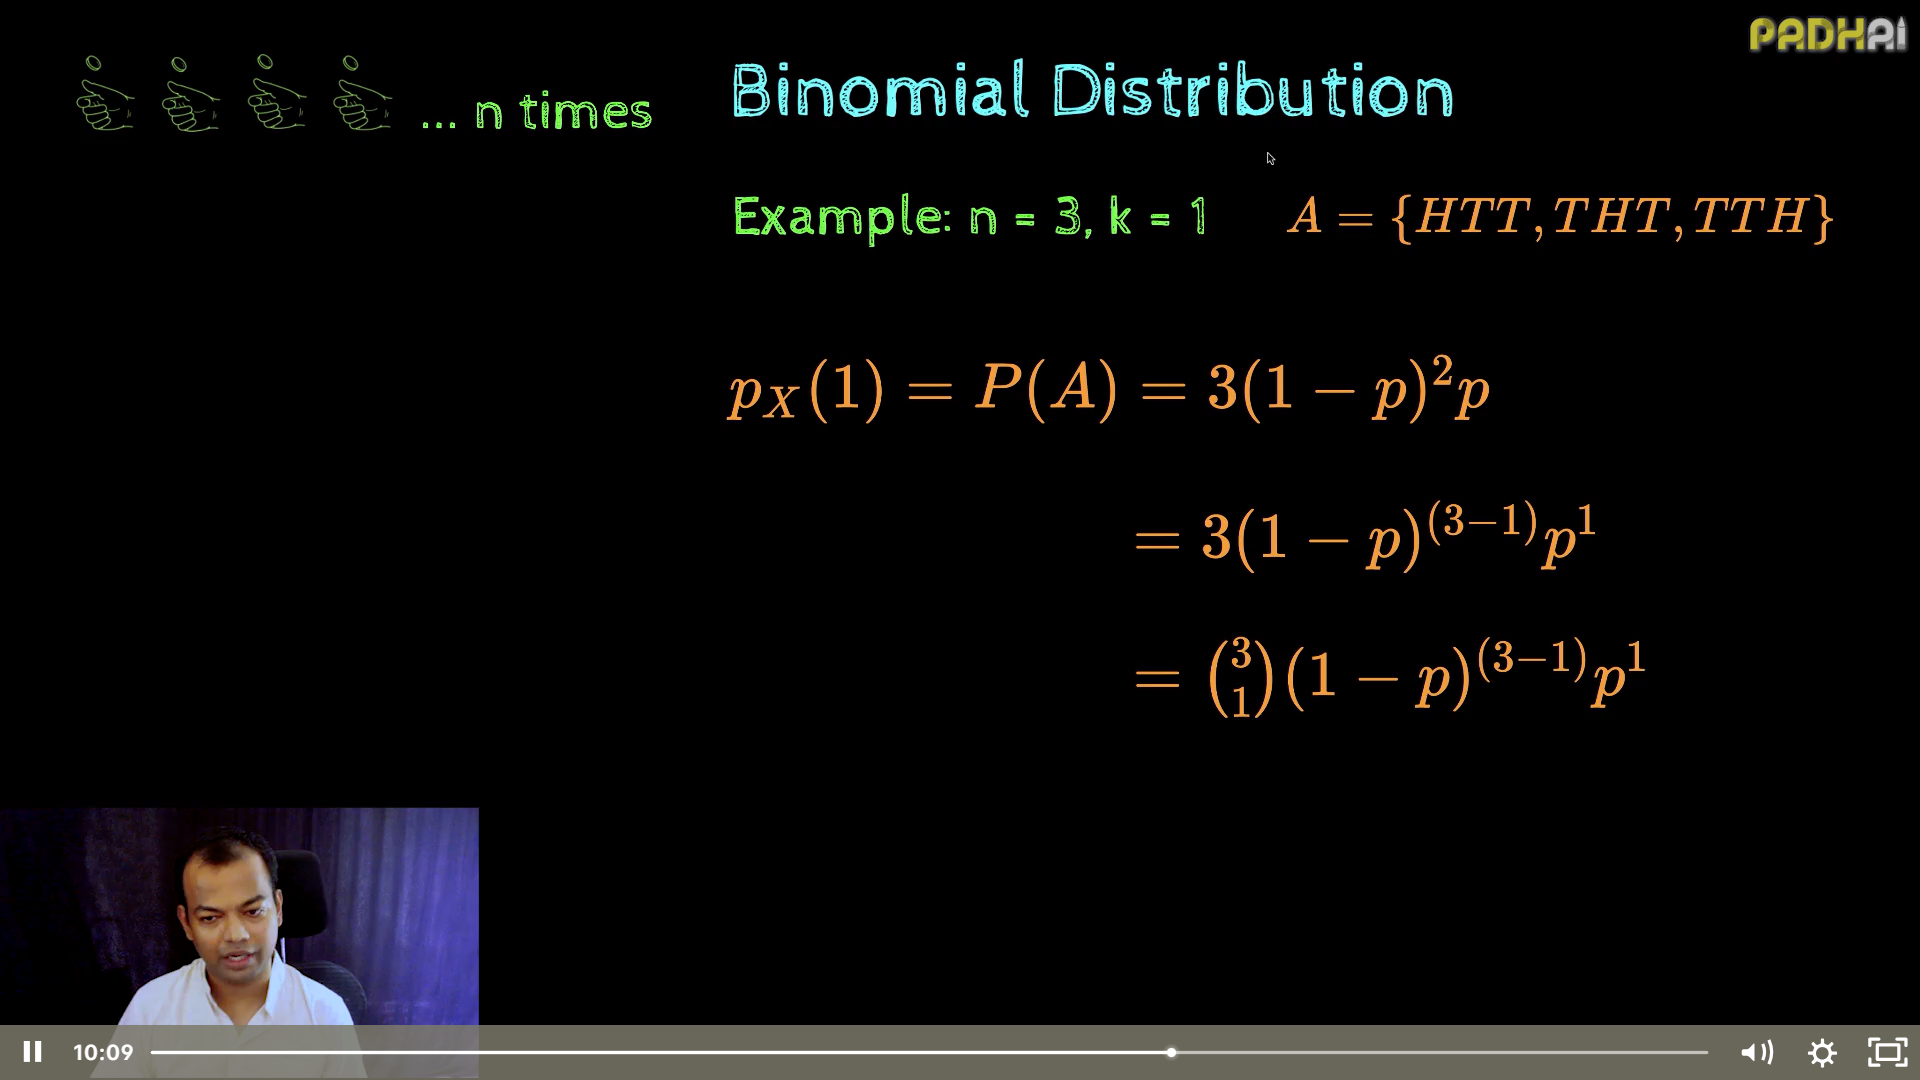 PADHAI
... n times
Binomial Distribution
Example: n = 3, k = 1
A = {HTT, THT, TTH}
p_X(1) = P(A) = 3(1 − p)^2 p
= 3(1 − p)^(3−1) p^1
= (3 1)(1 − p)^(3−1) p^1
10:09